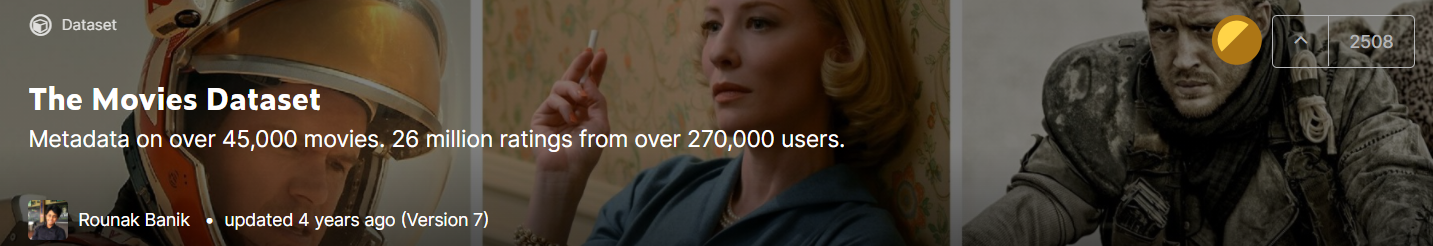 Dataset
2508
The Movies Dataset
Metadata on over 45,000 movies. 26 million ratings from over 270,000 users.
Rounak Banik • updated 4 years ago (Version 7)